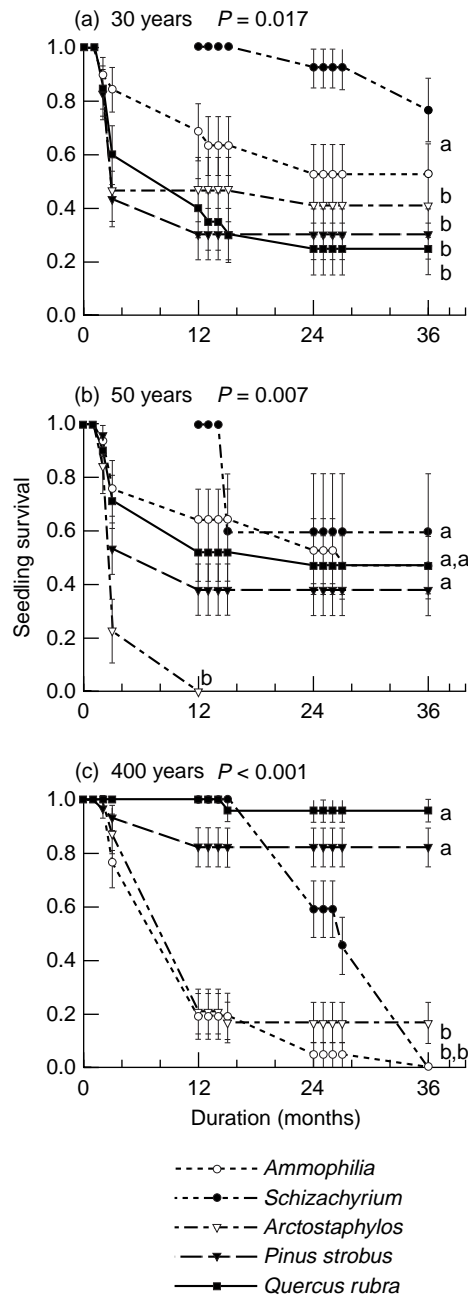 (a) 30 years P = 0.017
1.0
0.8
0.6
0.4
0.2
0.0
a
b
b
b
b
0 12 24 36
(b) 50 years P = 0.007
Seedling survival
1.0
0.8
0.6
0.4
0.2
0.0
a
a,a
a
b
0 12 24 36
(c) 400 years P < 0.001
1.0
0.8
0.6
0.4
0.2
0.0
a
a
b
b,b
0 12 24 36
Duration (months)
Ammophilia
Schizachyrium
Arctostaphylos
Pinus strobus
Quercus rubra